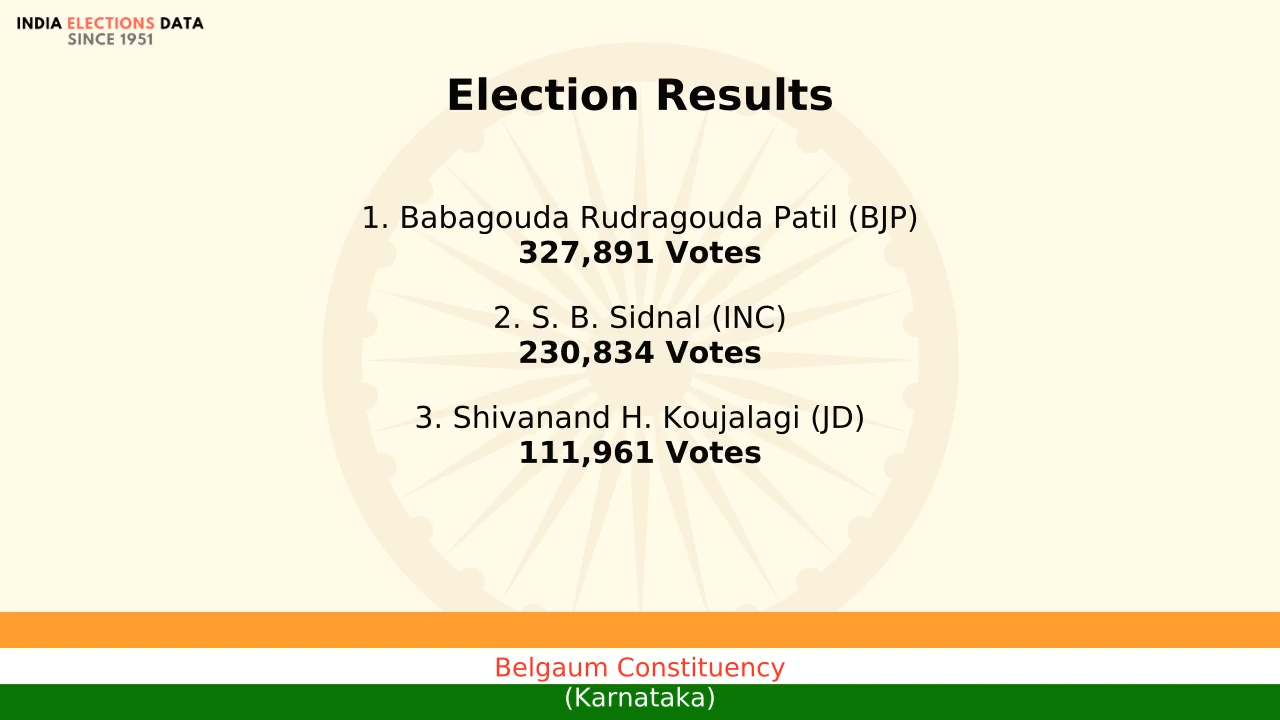 INDIA ELECTIONS DATA
SINCE 1951
Election Results
1. Babagouda Rudragouda Patil (BJP)
327,891 Votes
2. S. B. Sidnal (INC)
230,834 Votes
3. Shivanand H. Koujalagi (JD)
111,961 Votes
Belgaum Constituency
(Karnataka)